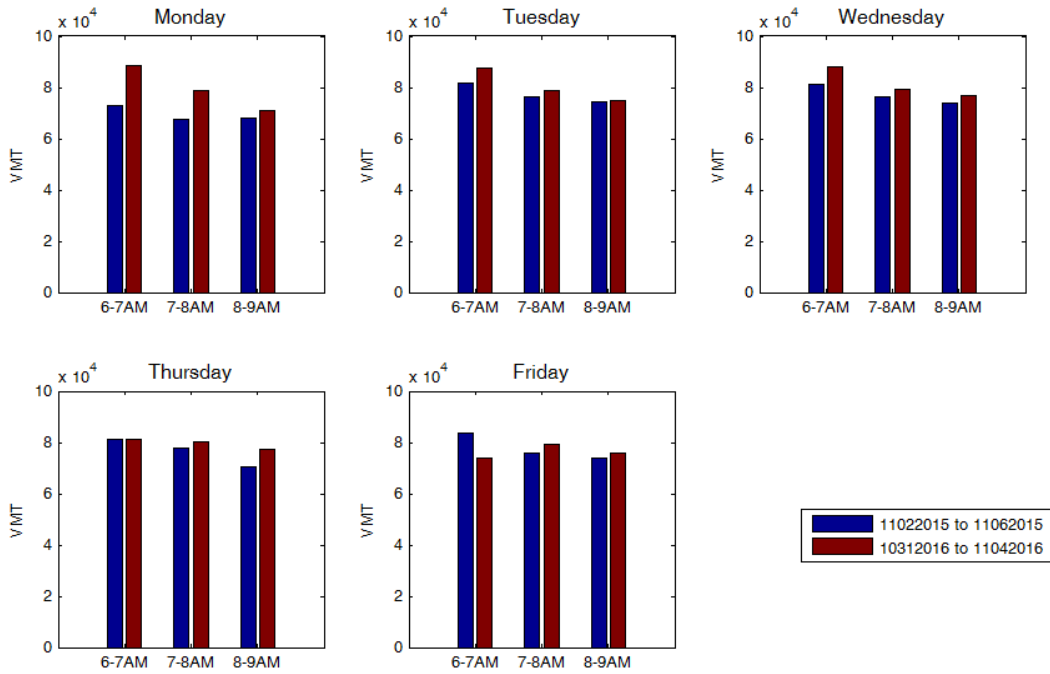 Monday
x 10^4
10
8
6
4
2
0
VMT
6-7AM 7-8AM 8-9AM
Tuesday
x 10^4
10
8
6
4
2
0
VMT
6-7AM 7-8AM 8-9AM
Wednesday
x 10^4
10
8
6
4
2
0
VMT
6-7AM 7-8AM 8-9AM
Thursday
x 10^4
10
8
6
4
2
0
VMT
6-7AM 7-8AM 8-9AM
Friday
x 10^4
10
8
6
4
2
0
VMT
6-7AM 7-8AM 8-9AM
11022015 to 11062015
10312016 to 11042016